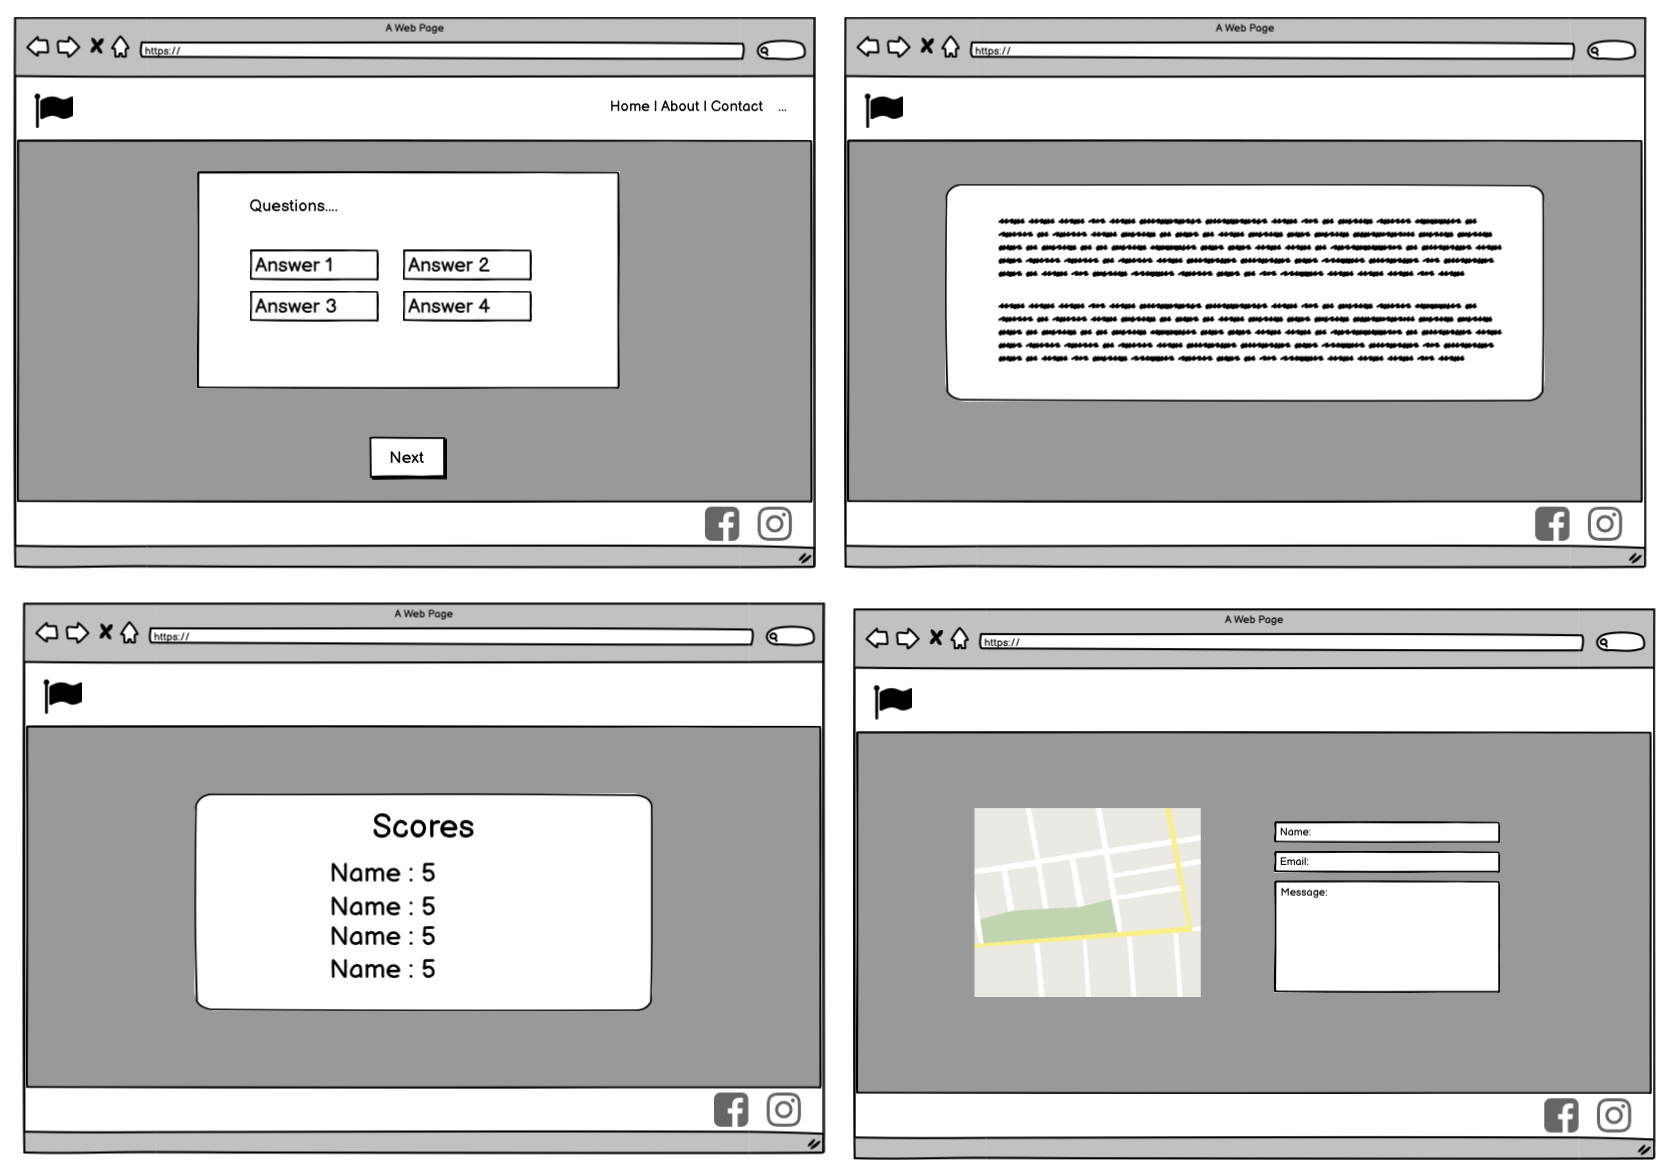 A Web Page
https://
Home | About | Contact ...
Questions....
Answer 1 Answer 2
Answer 3 Answer 4
Next
A Web Page
https://
A Web Page
https://
Scores
Name : 5
Name : 5
Name : 5
Name : 5
A Web Page
https://
Name:
Email:
Message: